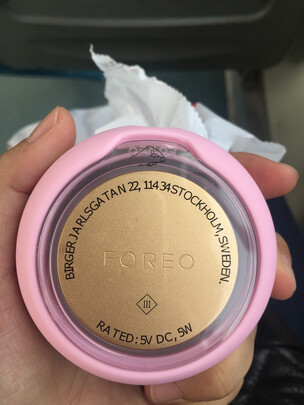 BIRGER JARLSGATAN 22, 114 34 STOCKHOLM, SWEDEN.
FOREO
III
RATED: 5V DC, 5W